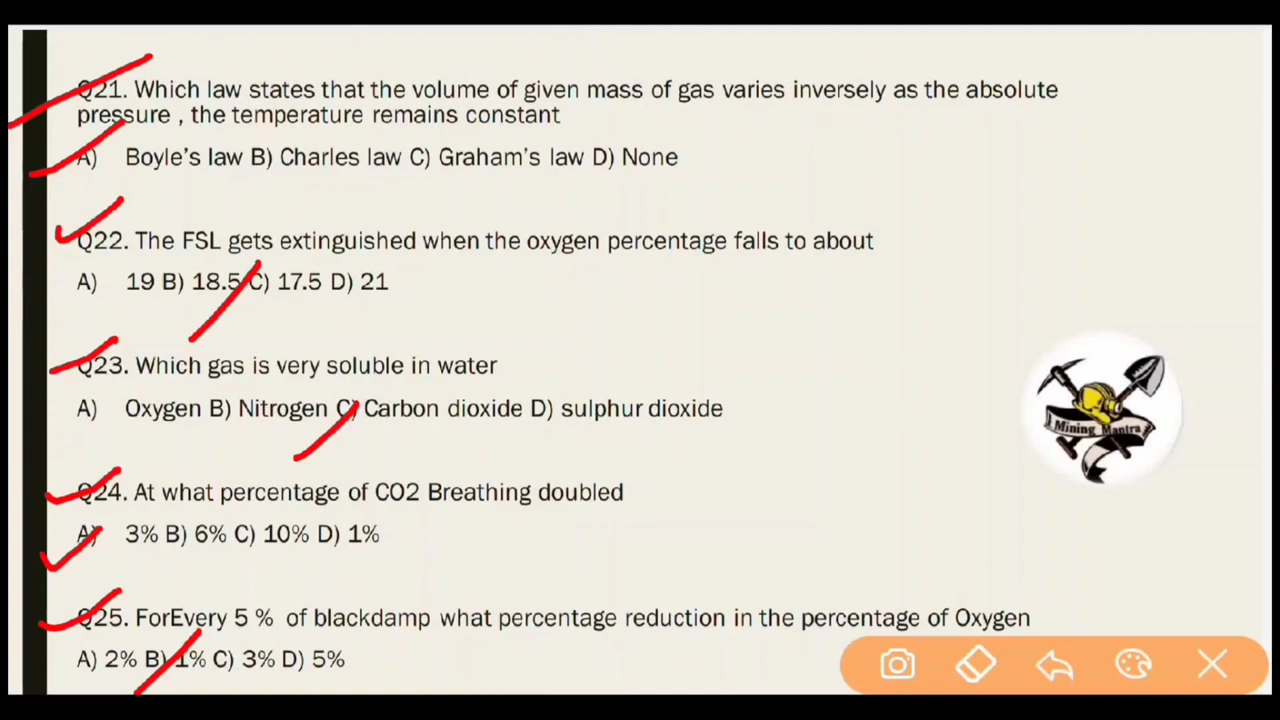 Q21. Which law states that the volume of given mass of gas varies inversely as the absolute
pressure , the temperature remains constant
A) Boyle's law B) Charles law C) Graham's law D) None
Q22. The FSL gets extinguished when the oxygen percentage falls to about
A) 19 B) 18.5 C) 17.5 D) 21
Q23. Which gas is very soluble in water
A) Oxygen B) Nitrogen C) Carbon dioxide D) sulphur dioxide
Mining Mantra
Q24. At what percentage of CO2 Breathing doubled
A) 3% B) 6% C) 10% D) 1%
Q25. ForEvery 5 % of blackdamp what percentage reduction in the percentage of Oxygen
A) 2% B) 1% C) 3% D) 5%